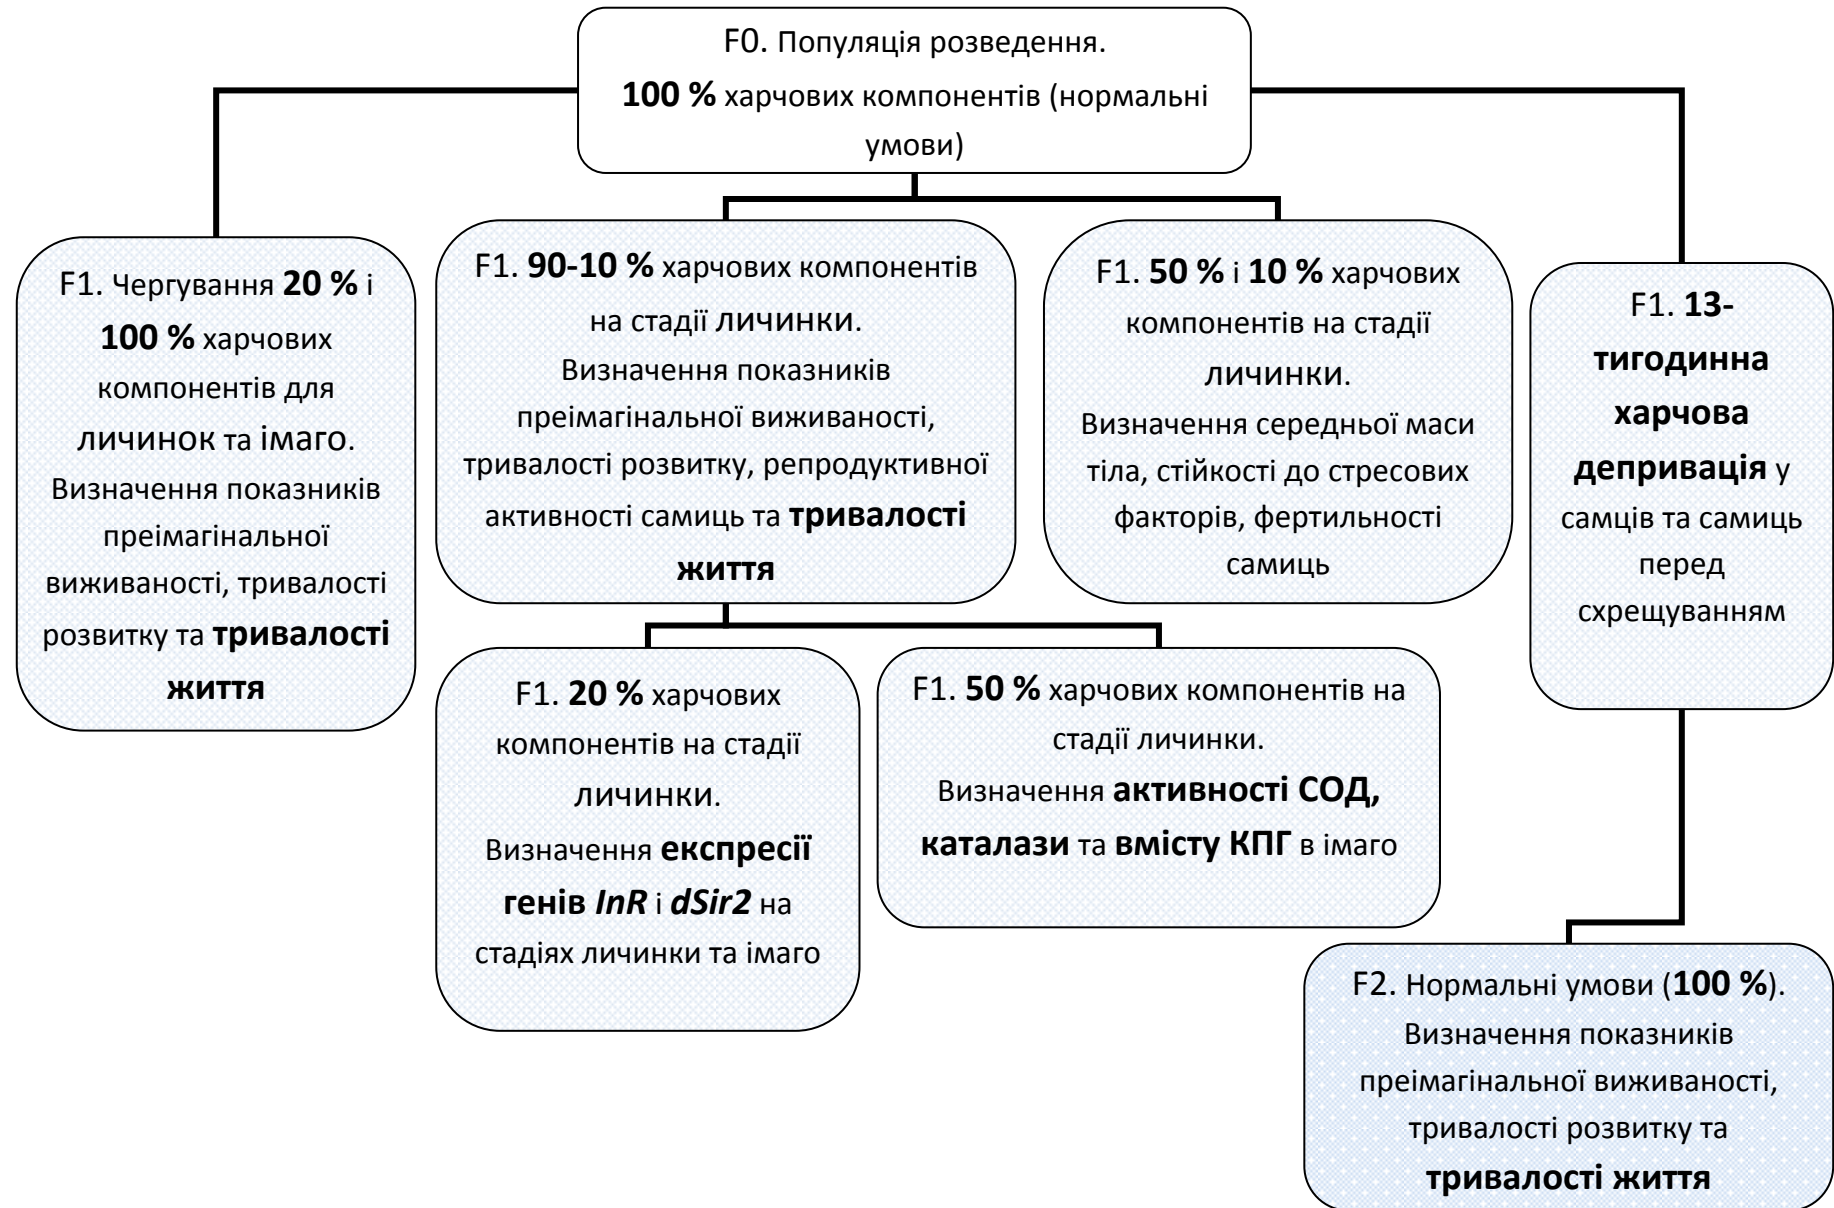 F0. Популяція розведення.
100 % харчових компонентів (нормальні
умови)
F1. Чергування 20 % і
100 % харчових
компонентів для
личинок та імаго.
Визначення показників
преімагінальної
виживаності, тривалості
розвитку та тривалості
життя
F1. 90-10 % харчових компонентів
на стадії личинки.
Визначення показників
преімагінальної виживаності,
тривалості розвитку, репродуктивної
активності самиць та тривалості
життя
F1. 50 % і 10 % харчових
компонентів на стадії
личинки.
Визначення середньої маси
тіла, стійкості до стресових
факторів, фертильності
самиць
F1. 13-
тигодинна
харчова
депривація у
самців та самиць
перед
схрещуванням
F1. 20 % харчових
компонентів на стадії
личинки.
Визначення експресії
генів InR і dSir2 на
стадіях личинки та імаго
F1. 50 % харчових компонентів на
стадії личинки.
Визначення активності СОД,
каталази та вмісту КПГ в імаго
F2. Нормальні умови (100 %).
Визначення показників
преімагінальної виживаності,
тривалості розвитку та
тривалості життя